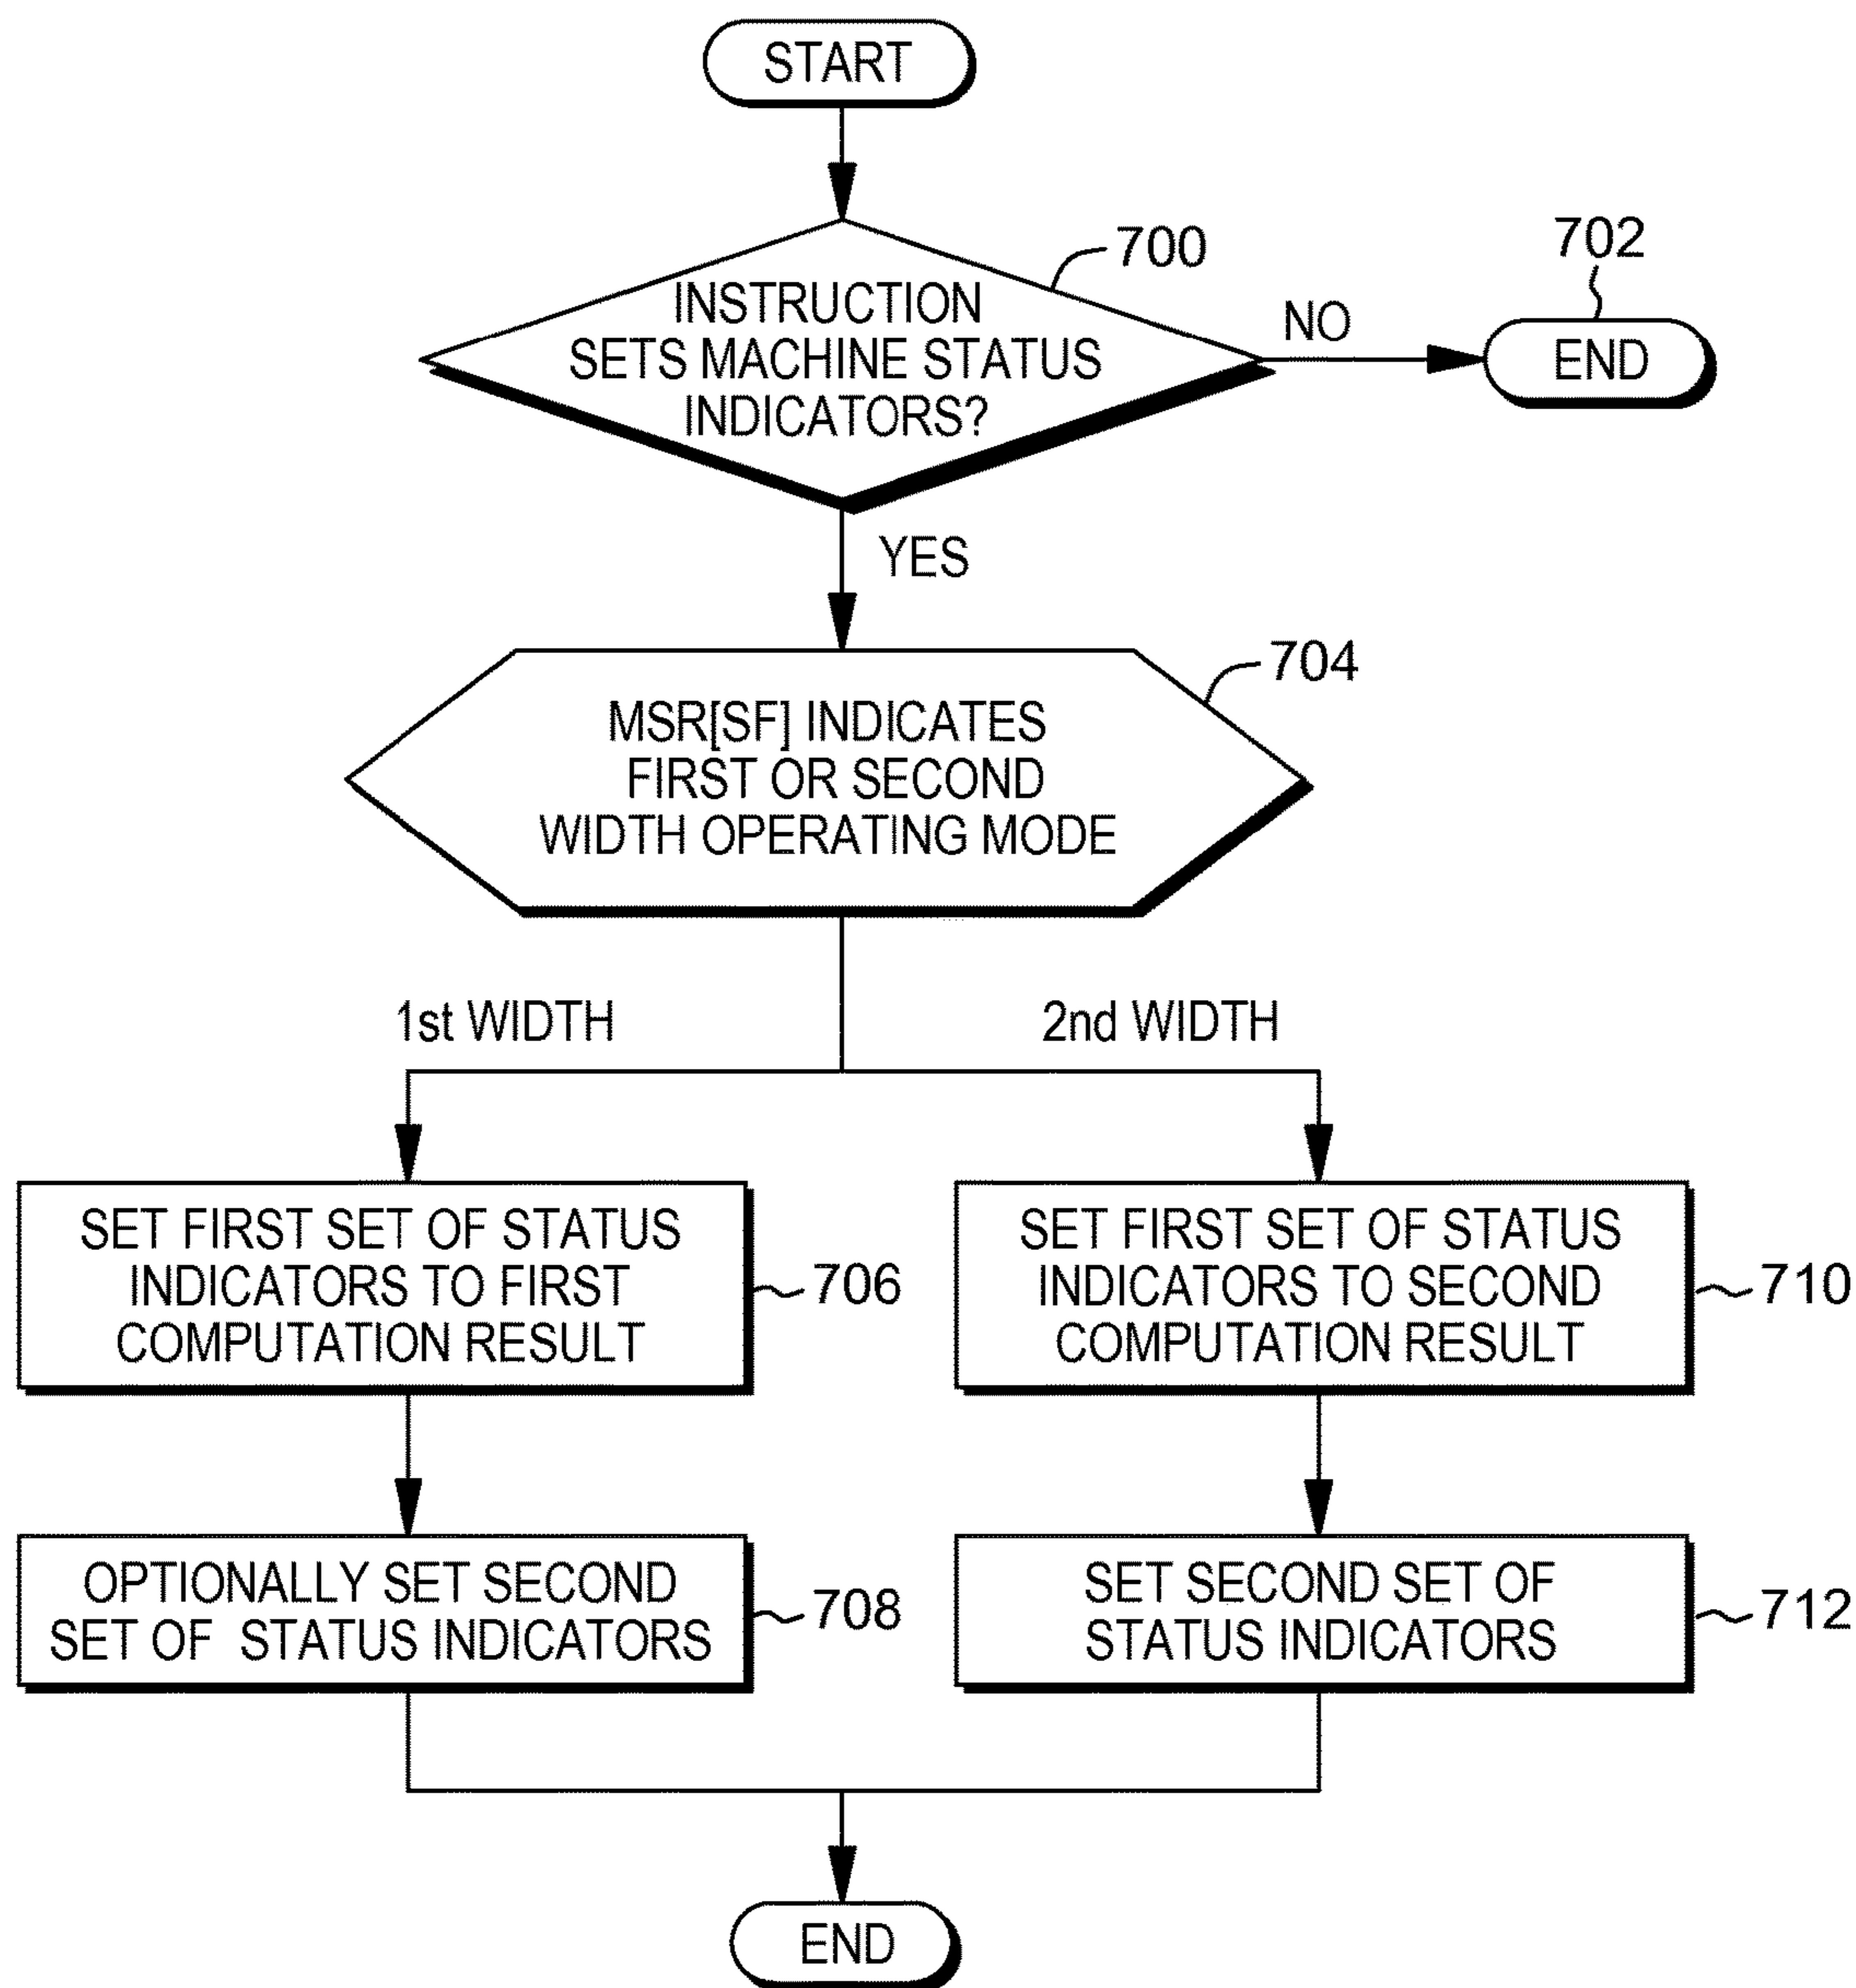 START
700
702
INSTRUCTION
SETS MACHINE STATUS
INDICATORS?
NO
END
YES
704
MSR[SF] INDICATES
FIRST OR SECOND
WIDTH OPERATING MODE
1st WIDTH
2nd WIDTH
SET FIRST SET OF STATUS
INDICATORS TO FIRST
COMPUTATION RESULT
706
SET FIRST SET OF STATUS
INDICATORS TO SECOND
COMPUTATION RESULT
710
OPTIONALLY SET SECOND
SET OF STATUS INDICATORS
708
SET SECOND SET OF
STATUS INDICATORS
712
END